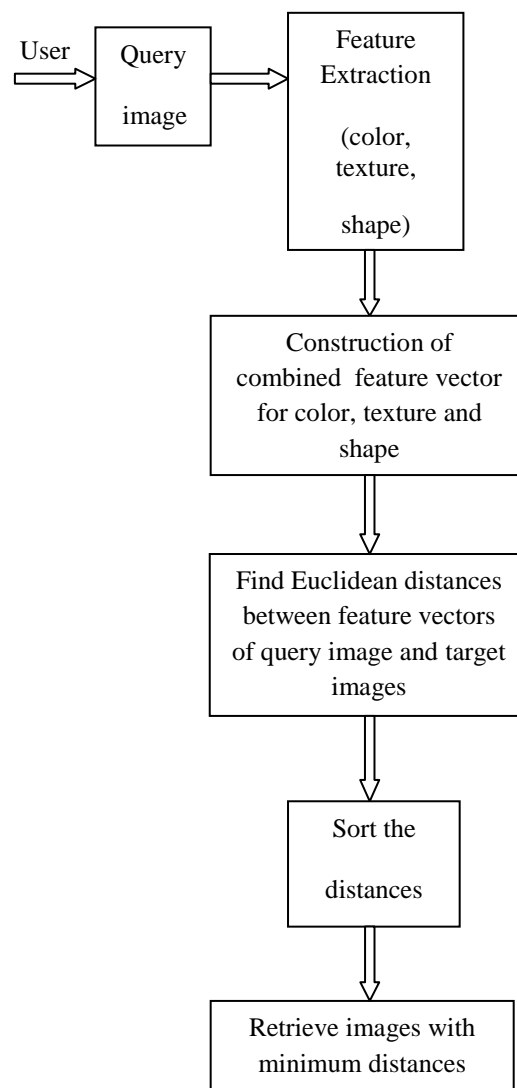 User
Query
image
Feature
Extraction
(color,
texture,
shape)
Construction of
combined feature vector
for color, texture and
shape
Find Euclidean distances
between feature vectors
of query image and target
images
Sort the
distances
Retrieve images with
minimum distances